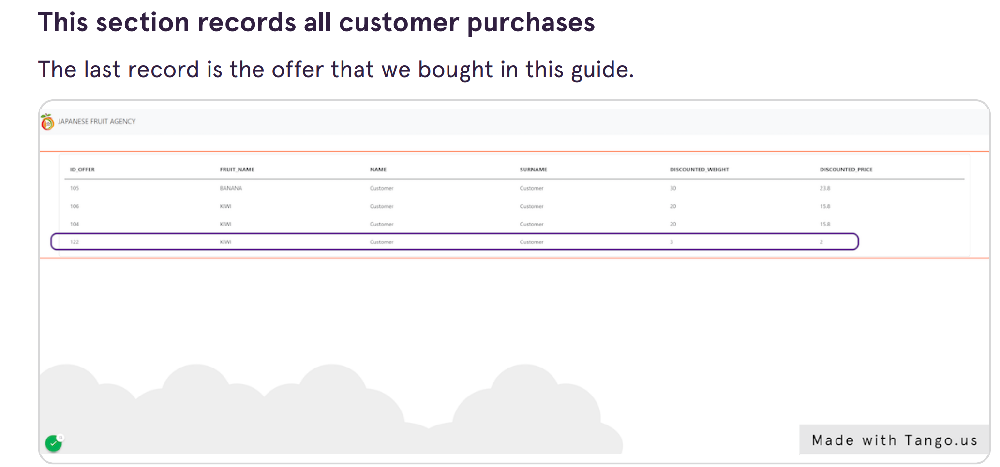 This section records all customer purchases
The last record is the offer that we bought in this guide.
JAPANESE FRUIT AGENCY
ID_OFFER FRUIT_NAME NAME SURNAME DISCOUNTED_WEIGHT DISCOUNTED_PRICE
105 BANANA Customer Customer 30 23.8
106 KIWI Customer Customer 20 15.8
104 KIWI Customer Customer 20 15.8
122 KIWI Customer Customer 3 2
Made with Tango.us